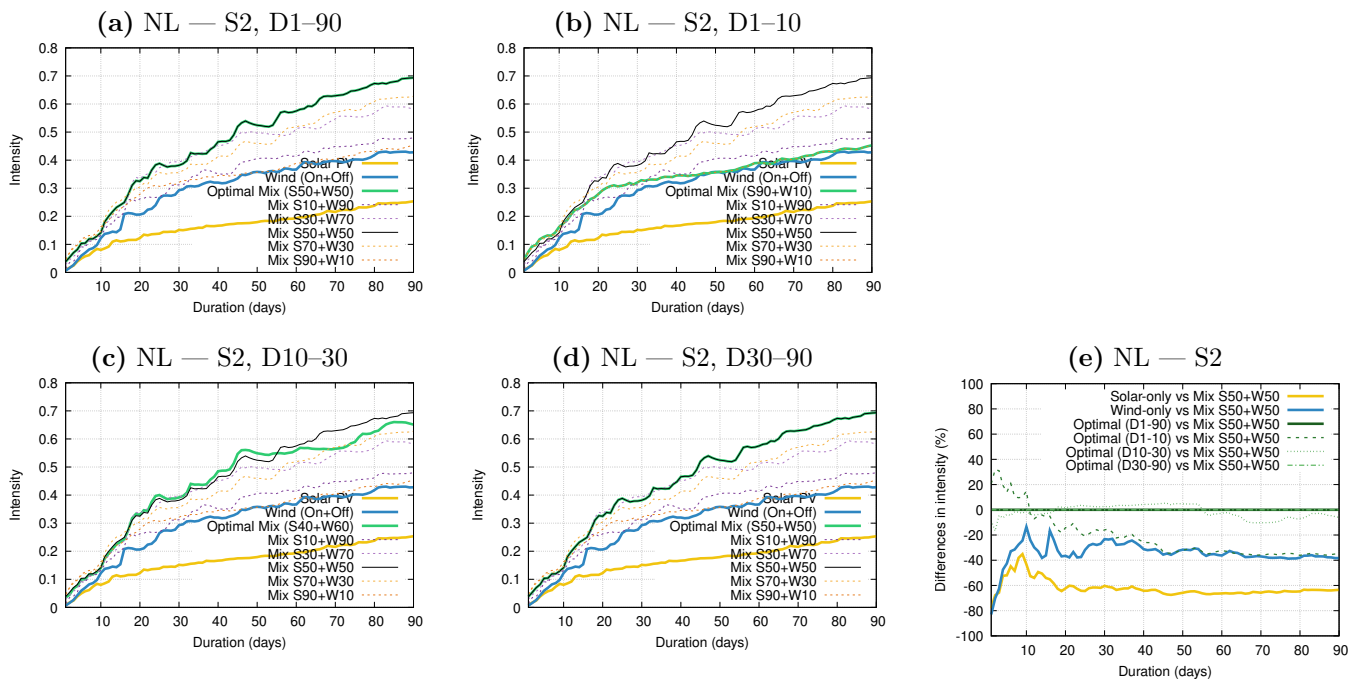 (a) NL — S2, D1–90
0.8
0.7
0.6
0.5
0.4
0.3
0.2
0.1
0
Intensity
Solar PV
Wind (On+Off)
Optimal Mix (S50+W50)
Mix S10+W90
Mix S30+W70
Mix S50+W50
Mix S70+W30
Mix S90+W10
10 20 30 40 50 60 70 80 90
Duration (days)
(b) NL — S2, D1–10
0.8
0.7
0.6
0.5
0.4
0.3
0.2
0.1
0
Intensity
Solar PV
Wind (On+Off)
Optimal Mix (S90+W10)
Mix S10+W90
Mix S30+W70
Mix S50+W50
Mix S70+W30
Mix S90+W10
10 20 30 40 50 60 70 80 90
Duration (days)
(c) NL — S2, D10–30
0.8
0.7
0.6
0.5
0.4
0.3
0.2
0.1
0
Intensity
Solar PV
Wind (On+Off)
Optimal Mix (S40+W60)
Mix S10+W90
Mix S30+W70
Mix S50+W50
Mix S70+W30
Mix S90+W10
10 20 30 40 50 60 70 80 90
Duration (days)
(d) NL — S2, D30–90
0.8
0.7
0.6
0.5
0.4
0.3
0.2
0.1
0
Intensity
Solar PV
Wind (On+Off)
Optimal Mix (S50+W50)
Mix S10+W90
Mix S30+W70
Mix S50+W50
Mix S70+W30
Mix S90+W10
10 20 30 40 50 60 70 80 90
Duration (days)
(e) NL — S2
100
80
60
40
20
0
-20
-40
-60
-80
-100
Differences in intensity (%)
Solar-only vs Mix S50+W50
Wind-only vs Mix S50+W50
Optimal (D1-90) vs Mix S50+W50
Optimal (D1-10) vs Mix S50+W50
Optimal (D10-30) vs Mix S50+W50
Optimal (D30-90) vs Mix S50+W50
10 20 30 40 50 60 70 80 90
Duration (days)